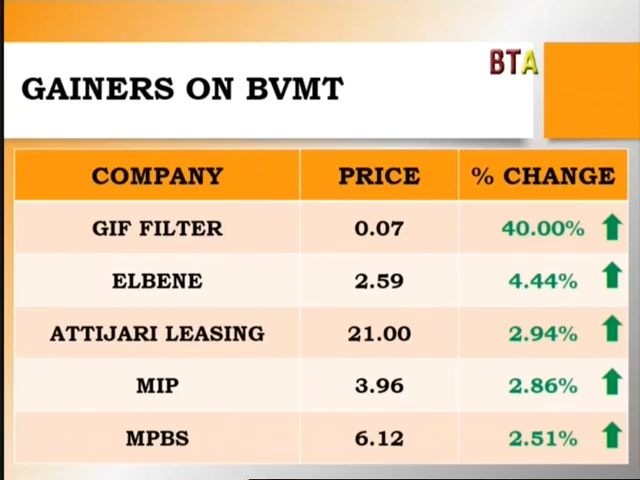 BTA
GAINERS ON BVMT
COMPANY PRICE % CHANGE
GIF FILTER 0.07 40.00%
ELBENE 2.59 4.44%
ATTIJARI LEASING 21.00 2.94%
MIP 3.96 2.86%
MPBS 6.12 2.51%